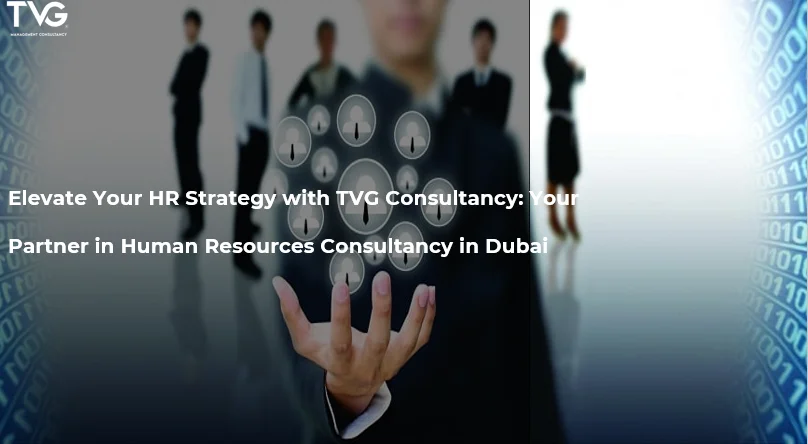 TVG
MANAGEMENT CONSULTANCY
Elevate Your HR Strategy with TVG Consultancy: Your
Partner in Human Resources Consultancy in Dubai